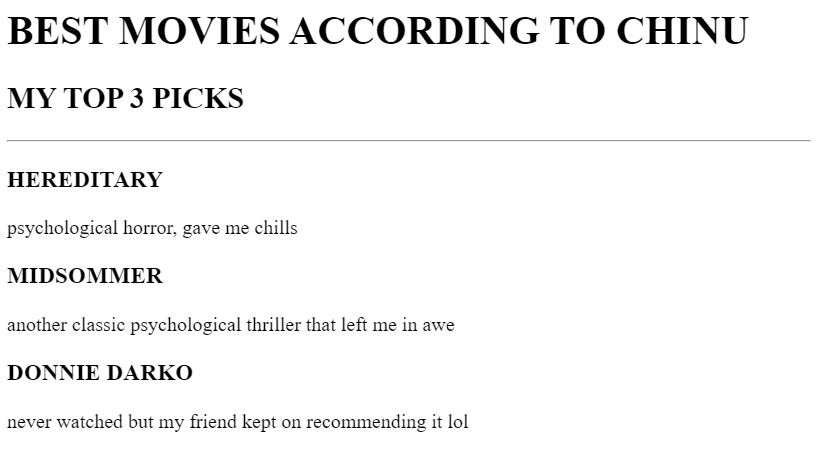 BEST MOVIES ACCORDING TO CHINU
MY TOP 3 PICKS
HEREDITARY
psychological horror, gave me chills
MIDSOMMER
another classic psychological thriller that left me in awe
DONNIE DARKO
never watched but my friend kept on recommending it lol